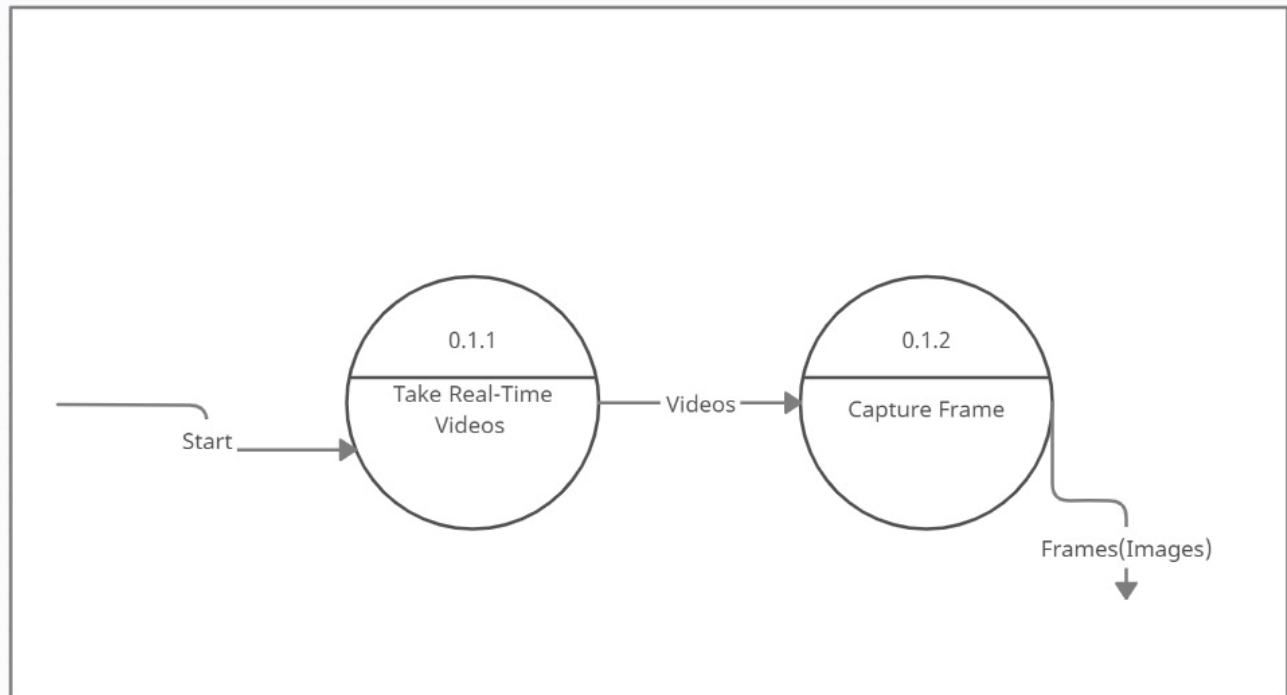 0.1.1
Take Real-Time
Videos
Start
Videos
0.1.2
Capture Frame
Frames(Images)